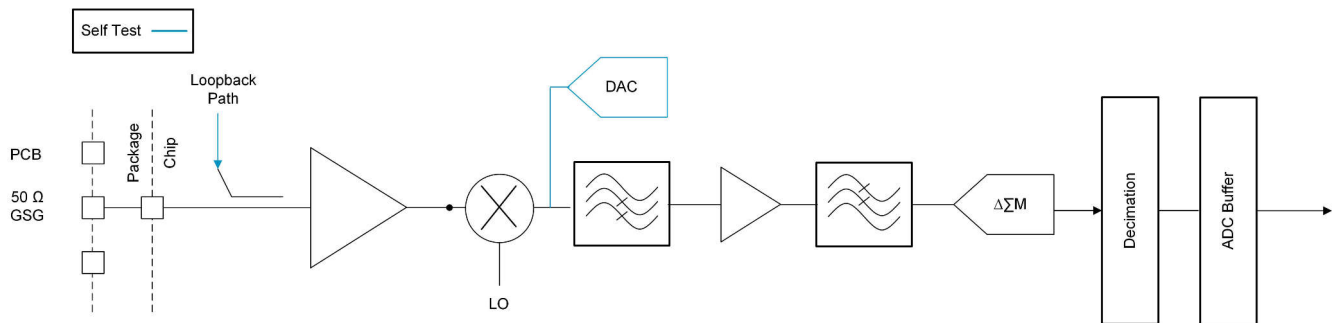 Self Test
Loopback
Path
DAC
PCB
Package
Chip
50 Ω
GSG
LO
ΔΣM
Decimation
ADC Buffer